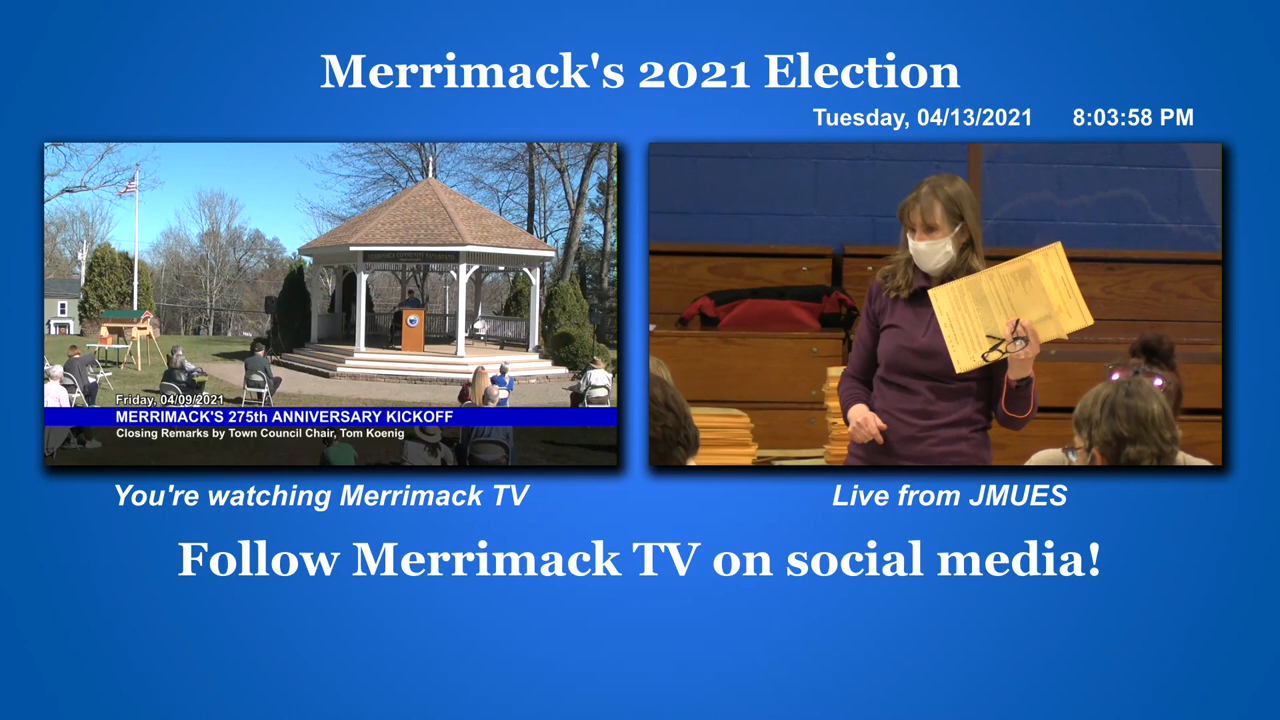 Merrimack's 2021 Election
Tuesday, 04/13/2021 8:03:58 PM
Friday, 04/09/2021
MERRIMACK'S 275th ANNIVERSARY KICKOFF
Closing Remarks by Town Council Chair, Tom Koenig
You're watching Merrimack TV
Live from JMUES
Follow Merrimack TV on social media!